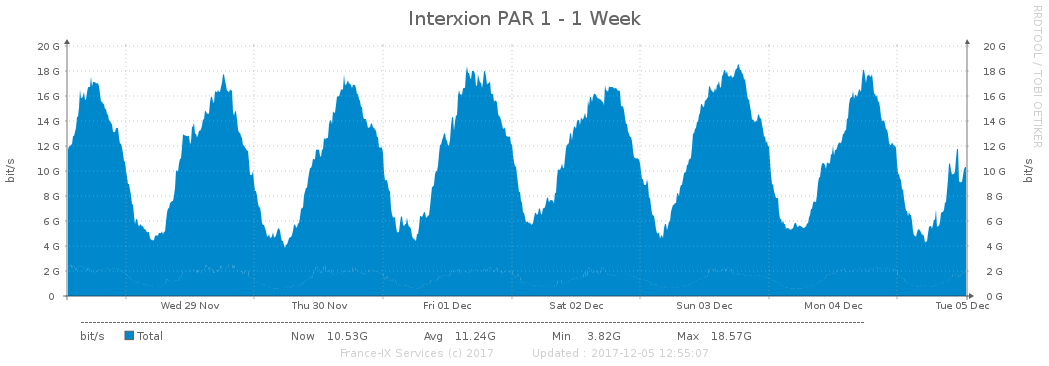 Interxion PAR 1 - 1 Week
RRDTOOL / TOBI OETIKER
20 G 20 G
18 G 18 G
16 G 16 G
14 G 14 G
12 G 12 G
10 G 10 G
8 G 8 G
6 G 6 G
4 G 4 G
2 G 2 G
0 0 G
bit/s
bit/s
Wed 29 Nov Thu 30 Nov Fri 01 Dec Sat 02 Dec Sun 03 Dec Mon 04 Dec Tue 05 Dec
bit/s Total Now 10.53G Avg 11.24G Min 3.82G Max 18.57G
France-IX Services (c) 2017 Updated : 2017-12-05 12:55:07